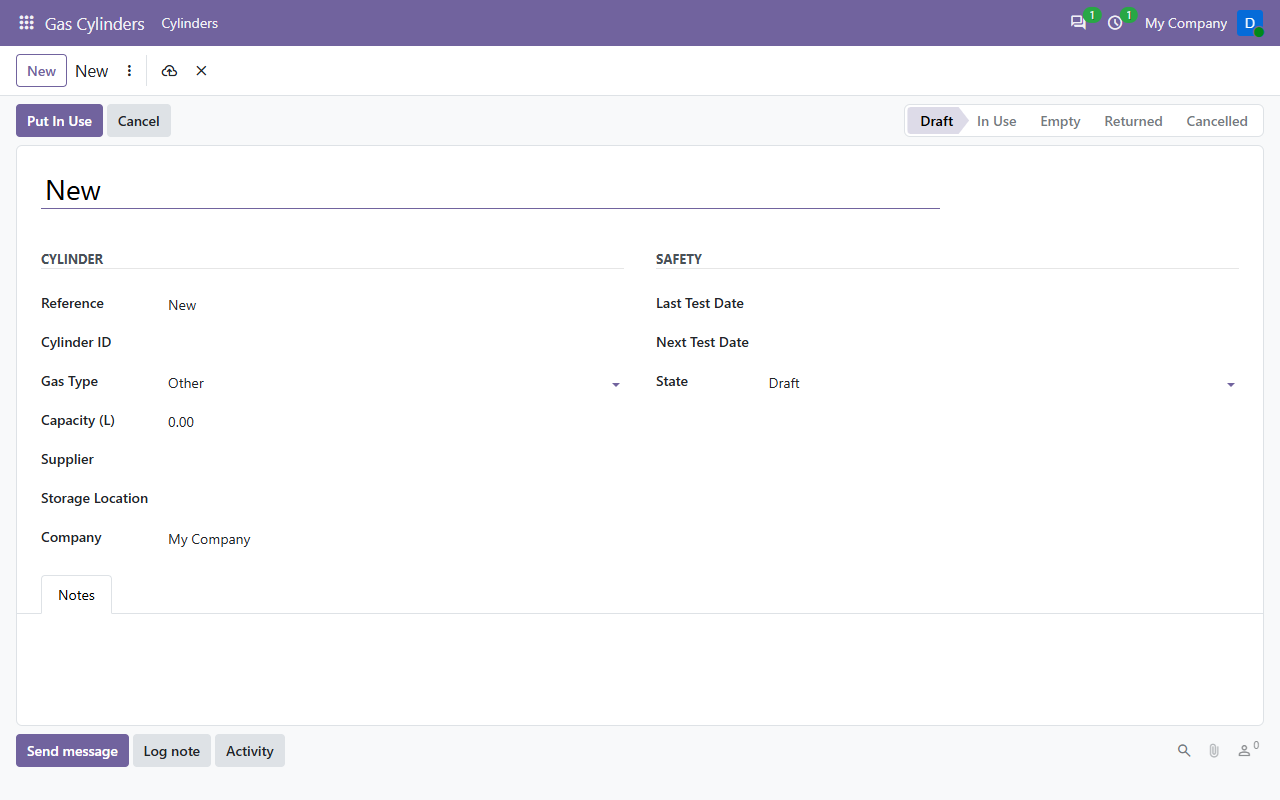 Gas Cylinders Cylinders 1 1 My Company D
New New
Put In Use Cancel Draft In Use Empty Returned Cancelled
New
CYLINDER SAFETY
Reference New Last Test Date
Cylinder ID Next Test Date
Gas Type Other State Draft
Capacity (L) 0.00
Supplier
Storage Location
Company My Company
Notes
Send message Log note Activity 0